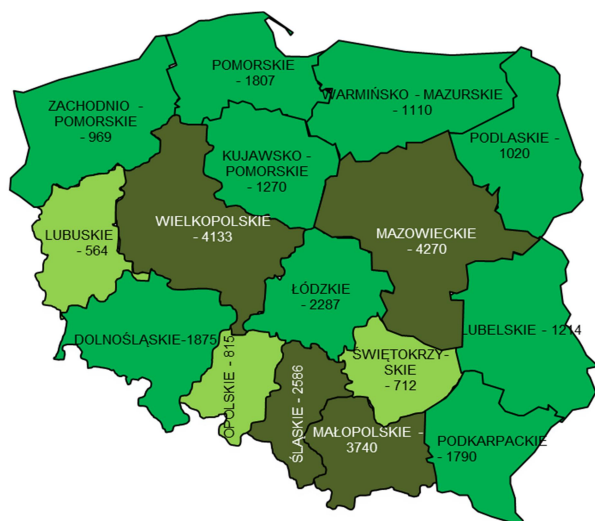 POMORSKIE
- 1807
WARMIŃSKO - MAZURSKIE
- 1110
ZACHODNIO -
POMORSKIE
- 969
PODLASKIE -
1020
KUJAWSKO -
POMORSKIE
- 1270
WIELKOPOLSKIE
- 4133
MAZOWIECKIE
- 4270
LUBUSKIE
- 564
ŁÓDZKIE
- 2287
LUBELSKIE - 1214
DOLNOŚLĄSKIE-1875
OPOLSKIE - 815
ŚLĄSKIE - 2586
ŚWIĘTOKRZY-
SKIE
- 712
MAŁOPOLSKIE -
3740
PODKARPACKIE
- 1790